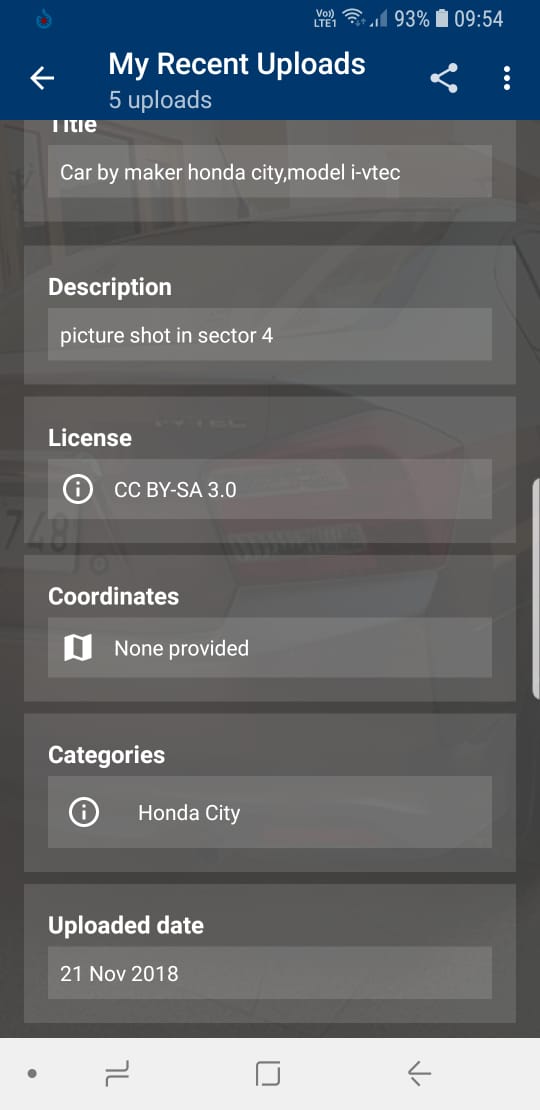 Vo))
LTE1 93% 09:54
My Recent Uploads
5 uploads
Title
Car by maker honda city,model i-vtec
Description
picture shot in sector 4
License
CC BY-SA 3.0
Coordinates
None provided
Categories
Honda City
Uploaded date
21 Nov 2018
748